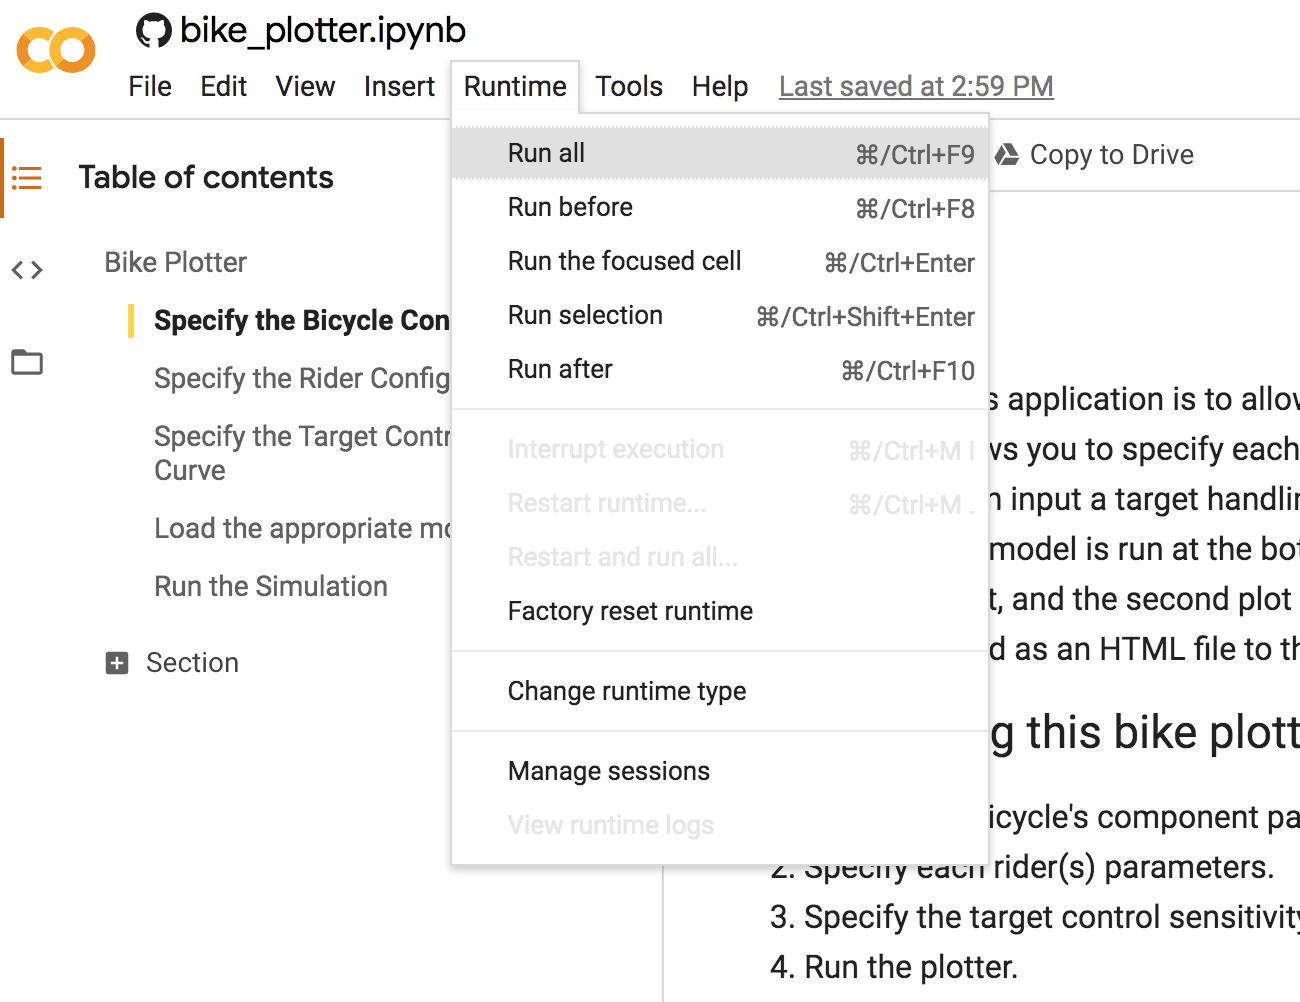 bike_plotter.ipynb
File Edit View Insert Runtime Tools Help Last saved at 2:59 PM
Table of contents
Bike Plotter
Specify the Bicycle Con
Specify the Rider Config
Specify the Target Contr
Curve
Load the appropriate mo
Run the Simulation
Section
Run all ⌘/Ctrl+F9
Run before ⌘/Ctrl+F8
Run the focused cell ⌘/Ctrl+Enter
Run selection ⌘/Ctrl+Shift+Enter
Run after ⌘/Ctrl+F10
Interrupt execution ⌘/Ctrl+M I
Restart runtime... ⌘/Ctrl+M .
Restart and run all...
Factory reset runtime
Change runtime type
Manage sessions
View runtime logs
Copy to Drive
s application is to allow
ws you to specify each
n input a target handlin
model is run at the bot
t, and the second plot
d as an HTML file to th
g this bike plott
icycle's component pa
2. Specify each rider(s) parameters.
3. Specify the target control sensitivity
4. Run the plotter.